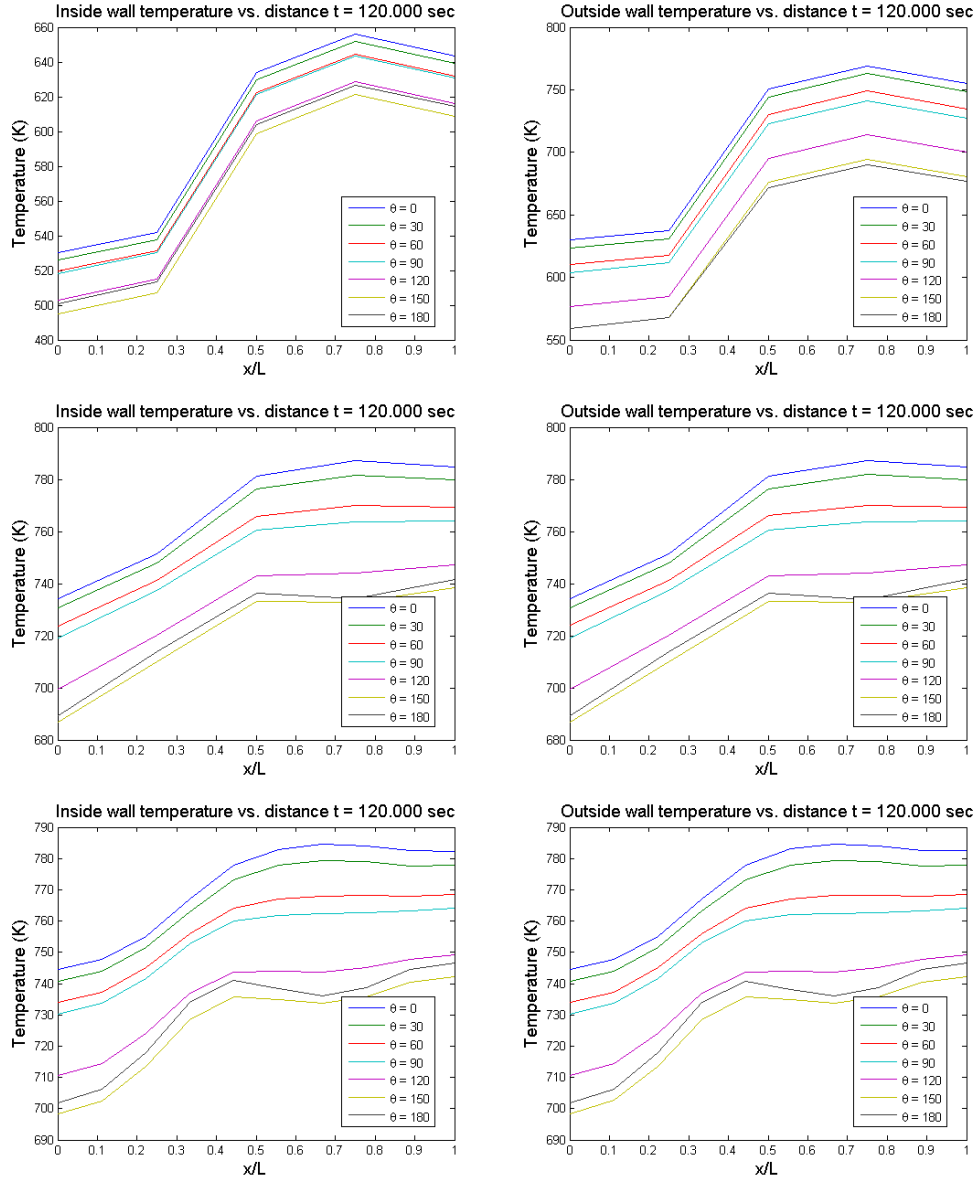 Inside wall temperature vs. distance t = 120.000 sec
Temperature (K)
660
640
620
600
580
560
540
520
500
480
θ = 0
θ = 30
θ = 60
θ = 90
θ = 120
θ = 150
θ = 180
0 0.1 0.2 0.3 0.4 0.5 0.6 0.7 0.8 0.9 1
x/L
Outside wall temperature vs. distance t = 120.000 sec
Temperature (K)
800
750
700
650
600
550
θ = 0
θ = 30
θ = 60
θ = 90
θ = 120
θ = 150
θ = 180
0 0.1 0.2 0.3 0.4 0.5 0.6 0.7 0.8 0.9 1
x/L
Inside wall temperature vs. distance t = 120.000 sec
Temperature (K)
800
780
760
740
720
700
680
θ = 0
θ = 30
θ = 60
θ = 90
θ = 120
θ = 150
θ = 180
0 0.1 0.2 0.3 0.4 0.5 0.6 0.7 0.8 0.9 1
x/L
Outside wall temperature vs. distance t = 120.000 sec
Temperature (K)
800
780
760
740
720
700
680
θ = 0
θ = 30
θ = 60
θ = 90
θ = 120
θ = 150
θ = 180
0 0.1 0.2 0.3 0.4 0.5 0.6 0.7 0.8 0.9 1
x/L
Inside wall temperature vs. distance t = 120.000 sec
Temperature (K)
790
780
770
760
750
740
730
720
710
700
690
θ = 0
θ = 30
θ = 60
θ = 90
θ = 120
θ = 150
θ = 180
0 0.1 0.2 0.3 0.4 0.5 0.6 0.7 0.8 0.9 1
x/L
Outside wall temperature vs. distance t = 120.000 sec
Temperature (K)
790
780
770
760
750
740
730
720
710
700
690
θ = 0
θ = 30
θ = 60
θ = 90
θ = 120
θ = 150
θ = 180
0 0.1 0.2 0.3 0.4 0.5 0.6 0.7 0.8 0.9 1
x/L